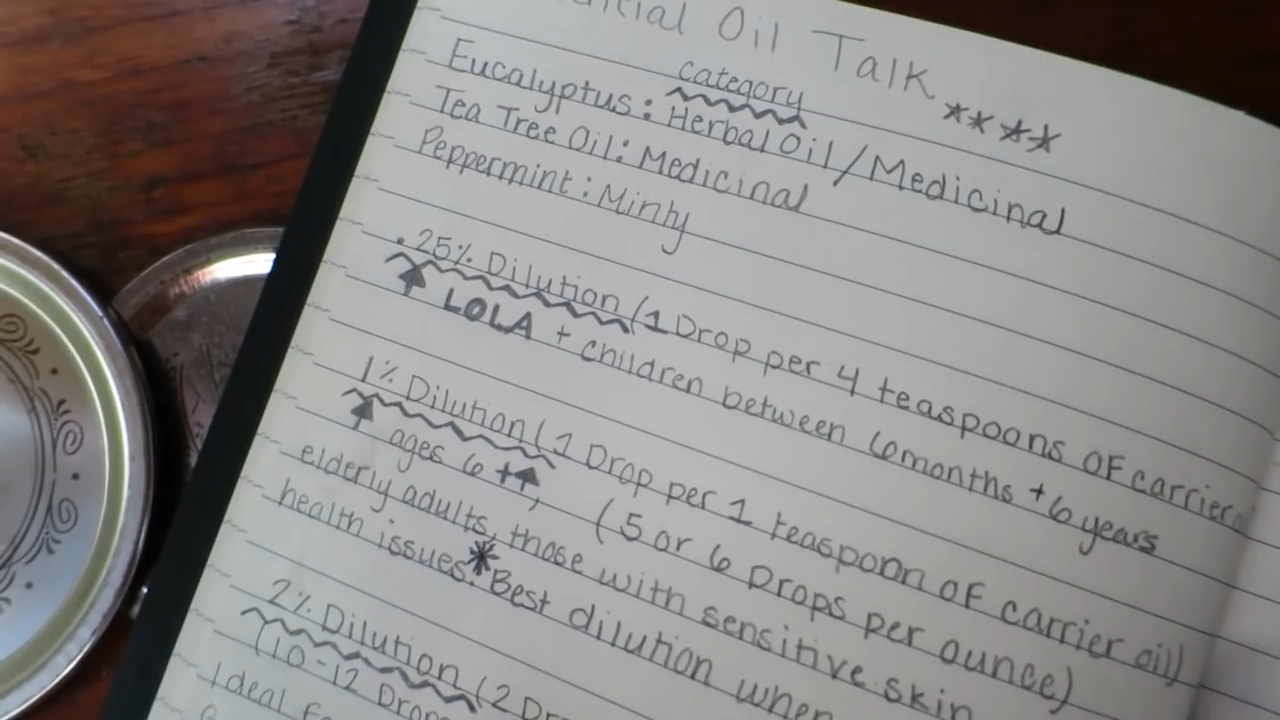 Oil Talk ****
category
Eucalyptus: Herbal Oil/Medicinal
Tea Tree Oil: Medicinal
Peppermint: Minty
.25% Dilution (1 Drop per 4 teaspoons OF carrier
LOLA + children between 6months + 6 years
1% Dilution (1 Drop per 1 teaspoon OF carrier oil)
ages 6 +, (5 or 6 Drops per ounce)
elderly adults, those with sensitive skin
health issues. *Best dilution when
2% Dilution (2
(10-12 Drops
Ideal